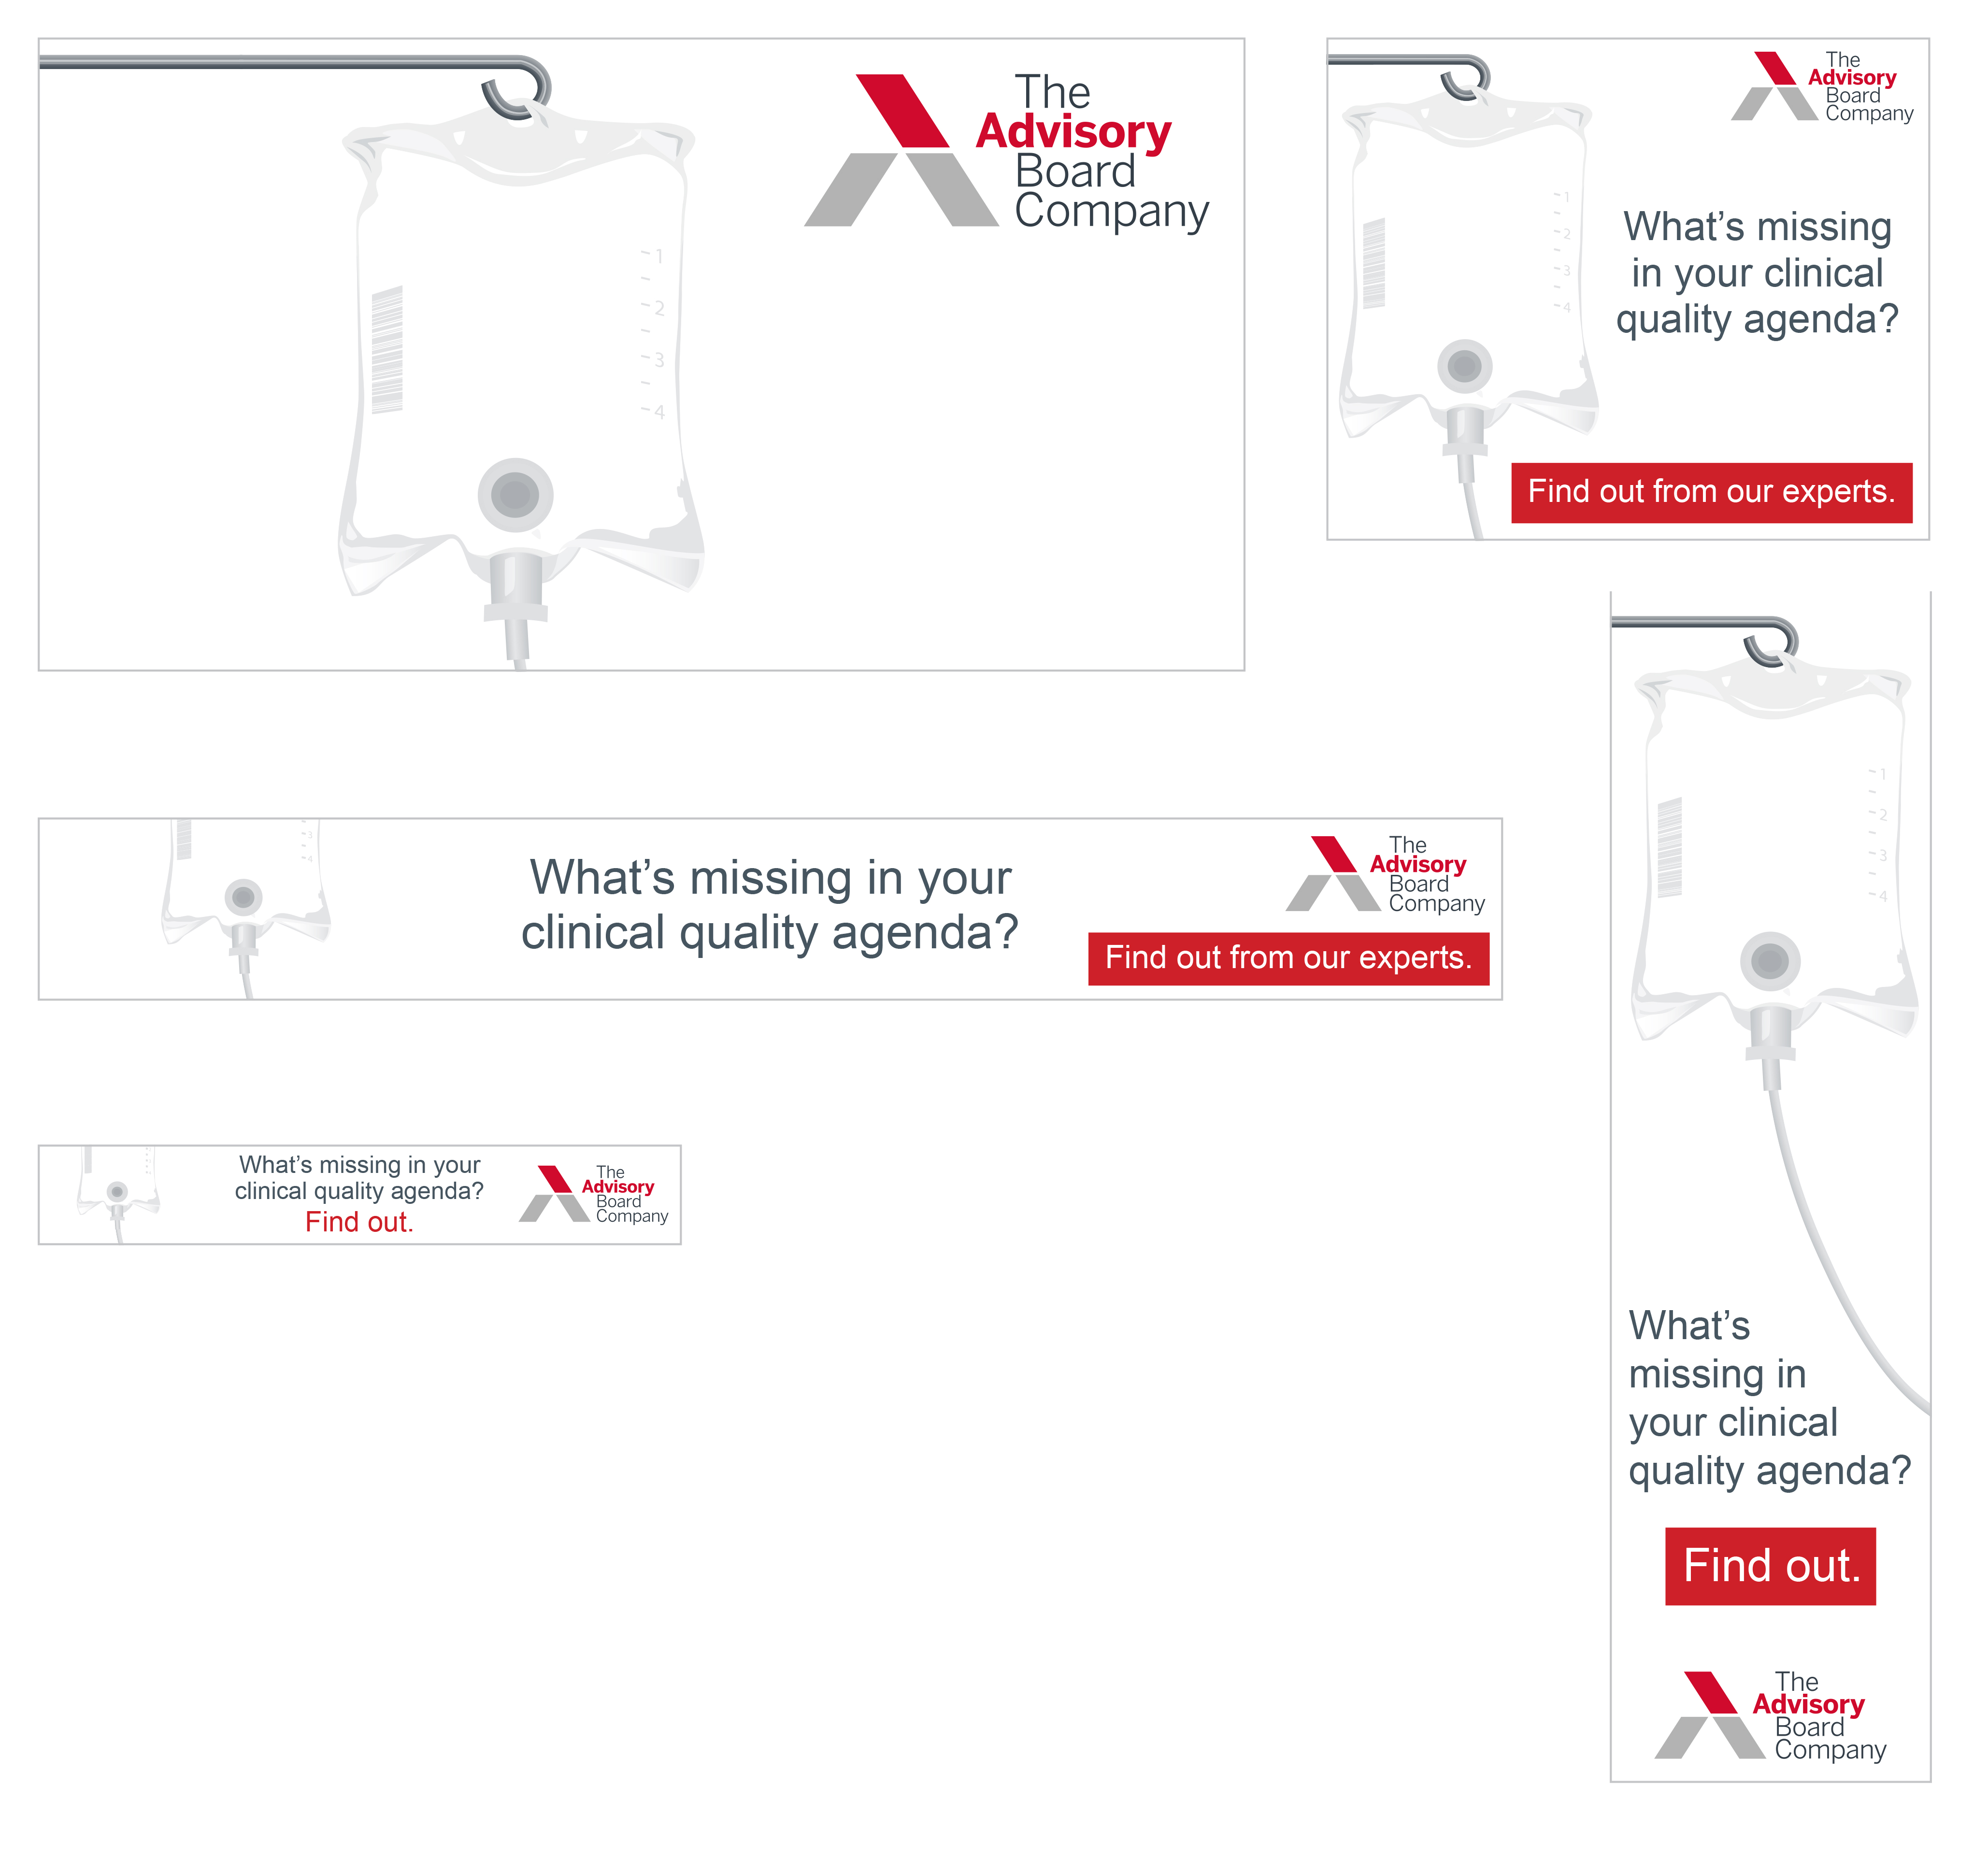 The
Advisory
Board
Company
1
2
3
4
The
Advisory
Board
Company
1
2
3
4
What's missing
in your clinical
quality agenda?
Find out from our experts.
3
4
What's missing in your
clinical quality agenda?
The
Advisory
Board
Company
Find out from our experts.
What's missing in your
clinical quality agenda?
Find out.
The
Advisory
Board
Company
1
2
3
4
What's
missing in
your clinical
quality agenda?
Find out.
The
Advisory
Board
Company